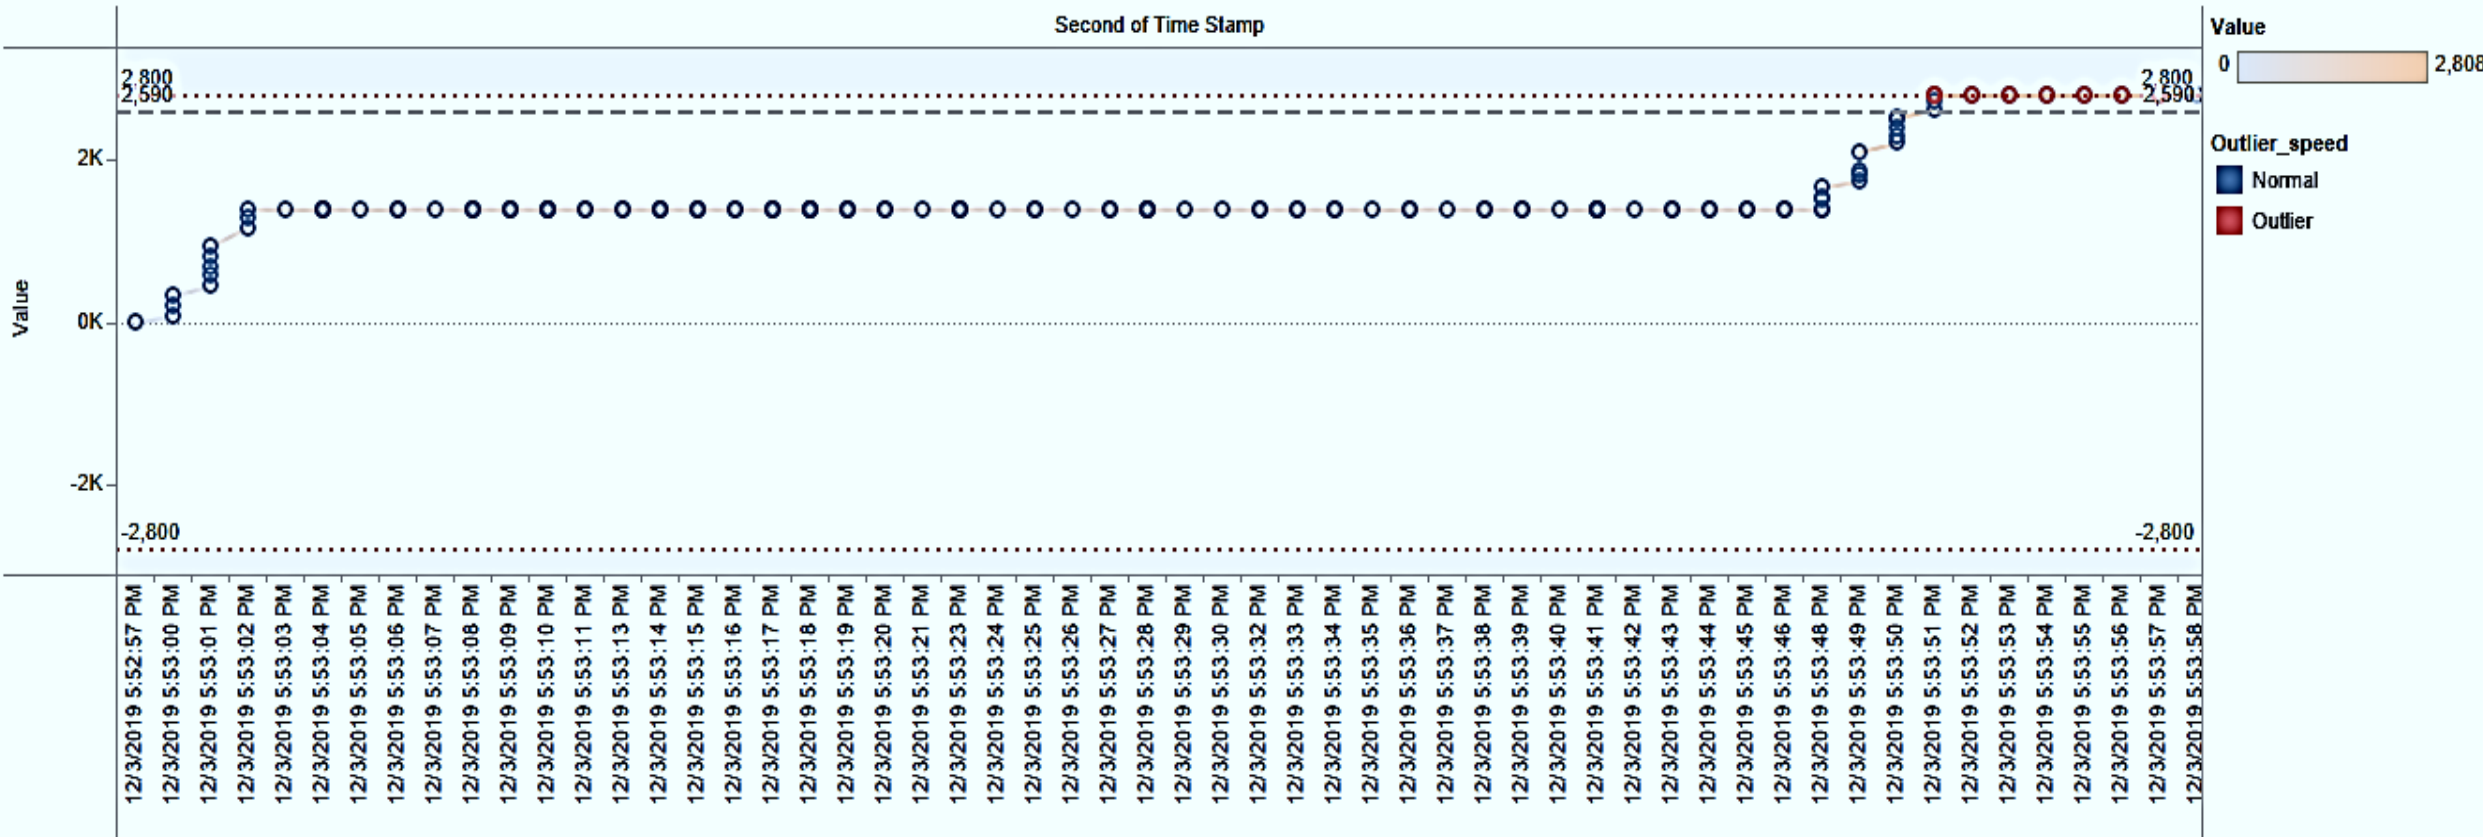 Second of Time Stamp
Value
0
2,808
Outlier_speed
Normal
Outlier
2,800
2,590
2,800
2,590
2K
0K
-2K
-2,800
-2,800
Value
12/3/2019 5:52:57 PM
12/3/2019 5:53:00 PM
12/3/2019 5:53:01 PM
12/3/2019 5:53:02 PM
12/3/2019 5:53:03 PM
12/3/2019 5:53:04 PM
12/3/2019 5:53:05 PM
12/3/2019 5:53:06 PM
12/3/2019 5:53:07 PM
12/3/2019 5:53:08 PM
12/3/2019 5:53:09 PM
12/3/2019 5:53:10 PM
12/3/2019 5:53:11 PM
12/3/2019 5:53:13 PM
12/3/2019 5:53:14 PM
12/3/2019 5:53:15 PM
12/3/2019 5:53:16 PM
12/3/2019 5:53:17 PM
12/3/2019 5:53:18 PM
12/3/2019 5:53:19 PM
12/3/2019 5:53:20 PM
12/3/2019 5:53:21 PM
12/3/2019 5:53:23 PM
12/3/2019 5:53:24 PM
12/3/2019 5:53:25 PM
12/3/2019 5:53:26 PM
12/3/2019 5:53:27 PM
12/3/2019 5:53:28 PM
12/3/2019 5:53:29 PM
12/3/2019 5:53:30 PM
12/3/2019 5:53:32 PM
12/3/2019 5:53:33 PM
12/3/2019 5:53:34 PM
12/3/2019 5:53:35 PM
12/3/2019 5:53:36 PM
12/3/2019 5:53:37 PM
12/3/2019 5:53:38 PM
12/3/2019 5:53:39 PM
12/3/2019 5:53:40 PM
12/3/2019 5:53:41 PM
12/3/2019 5:53:42 PM
12/3/2019 5:53:43 PM
12/3/2019 5:53:44 PM
12/3/2019 5:53:45 PM
12/3/2019 5:53:46 PM
12/3/2019 5:53:48 PM
12/3/2019 5:53:49 PM
12/3/2019 5:53:50 PM
12/3/2019 5:53:51 PM
12/3/2019 5:53:52 PM
12/3/2019 5:53:53 PM
12/3/2019 5:53:54 PM
12/3/2019 5:53:55 PM
12/3/2019 5:53:56 PM
12/3/2019 5:53:57 PM
12/3/2019 5:53:58 PM